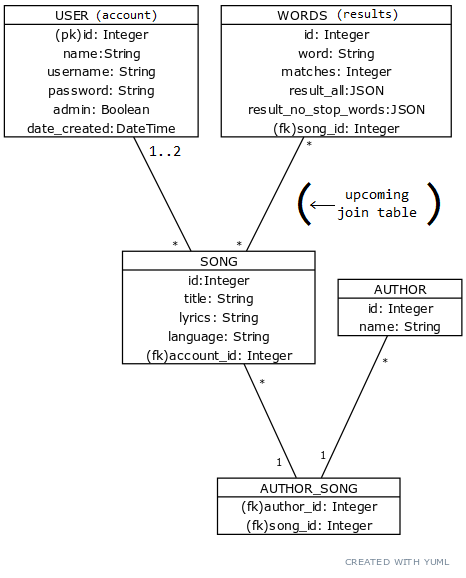 USER (account)
(pk)id: Integer
name:String
username: String
password: String
admin: Boolean
date_created:DateTime
WORDS (results)
id: Integer
word: String
matches: Integer
result_all:JSON
result_no_stop_words:JSON
(fk)song_id: Integer
1..2
*
*
*
( ← upcoming
join table )
SONG
id:Integer
title: String
lyrics: String
language: String
(fk)account_id: Integer
AUTHOR
id: Integer
name: String
*
*
1
1
AUTHOR_SONG
(fk)author_id: Integer
(fk)song_id: Integer
CREATED WITH YUML